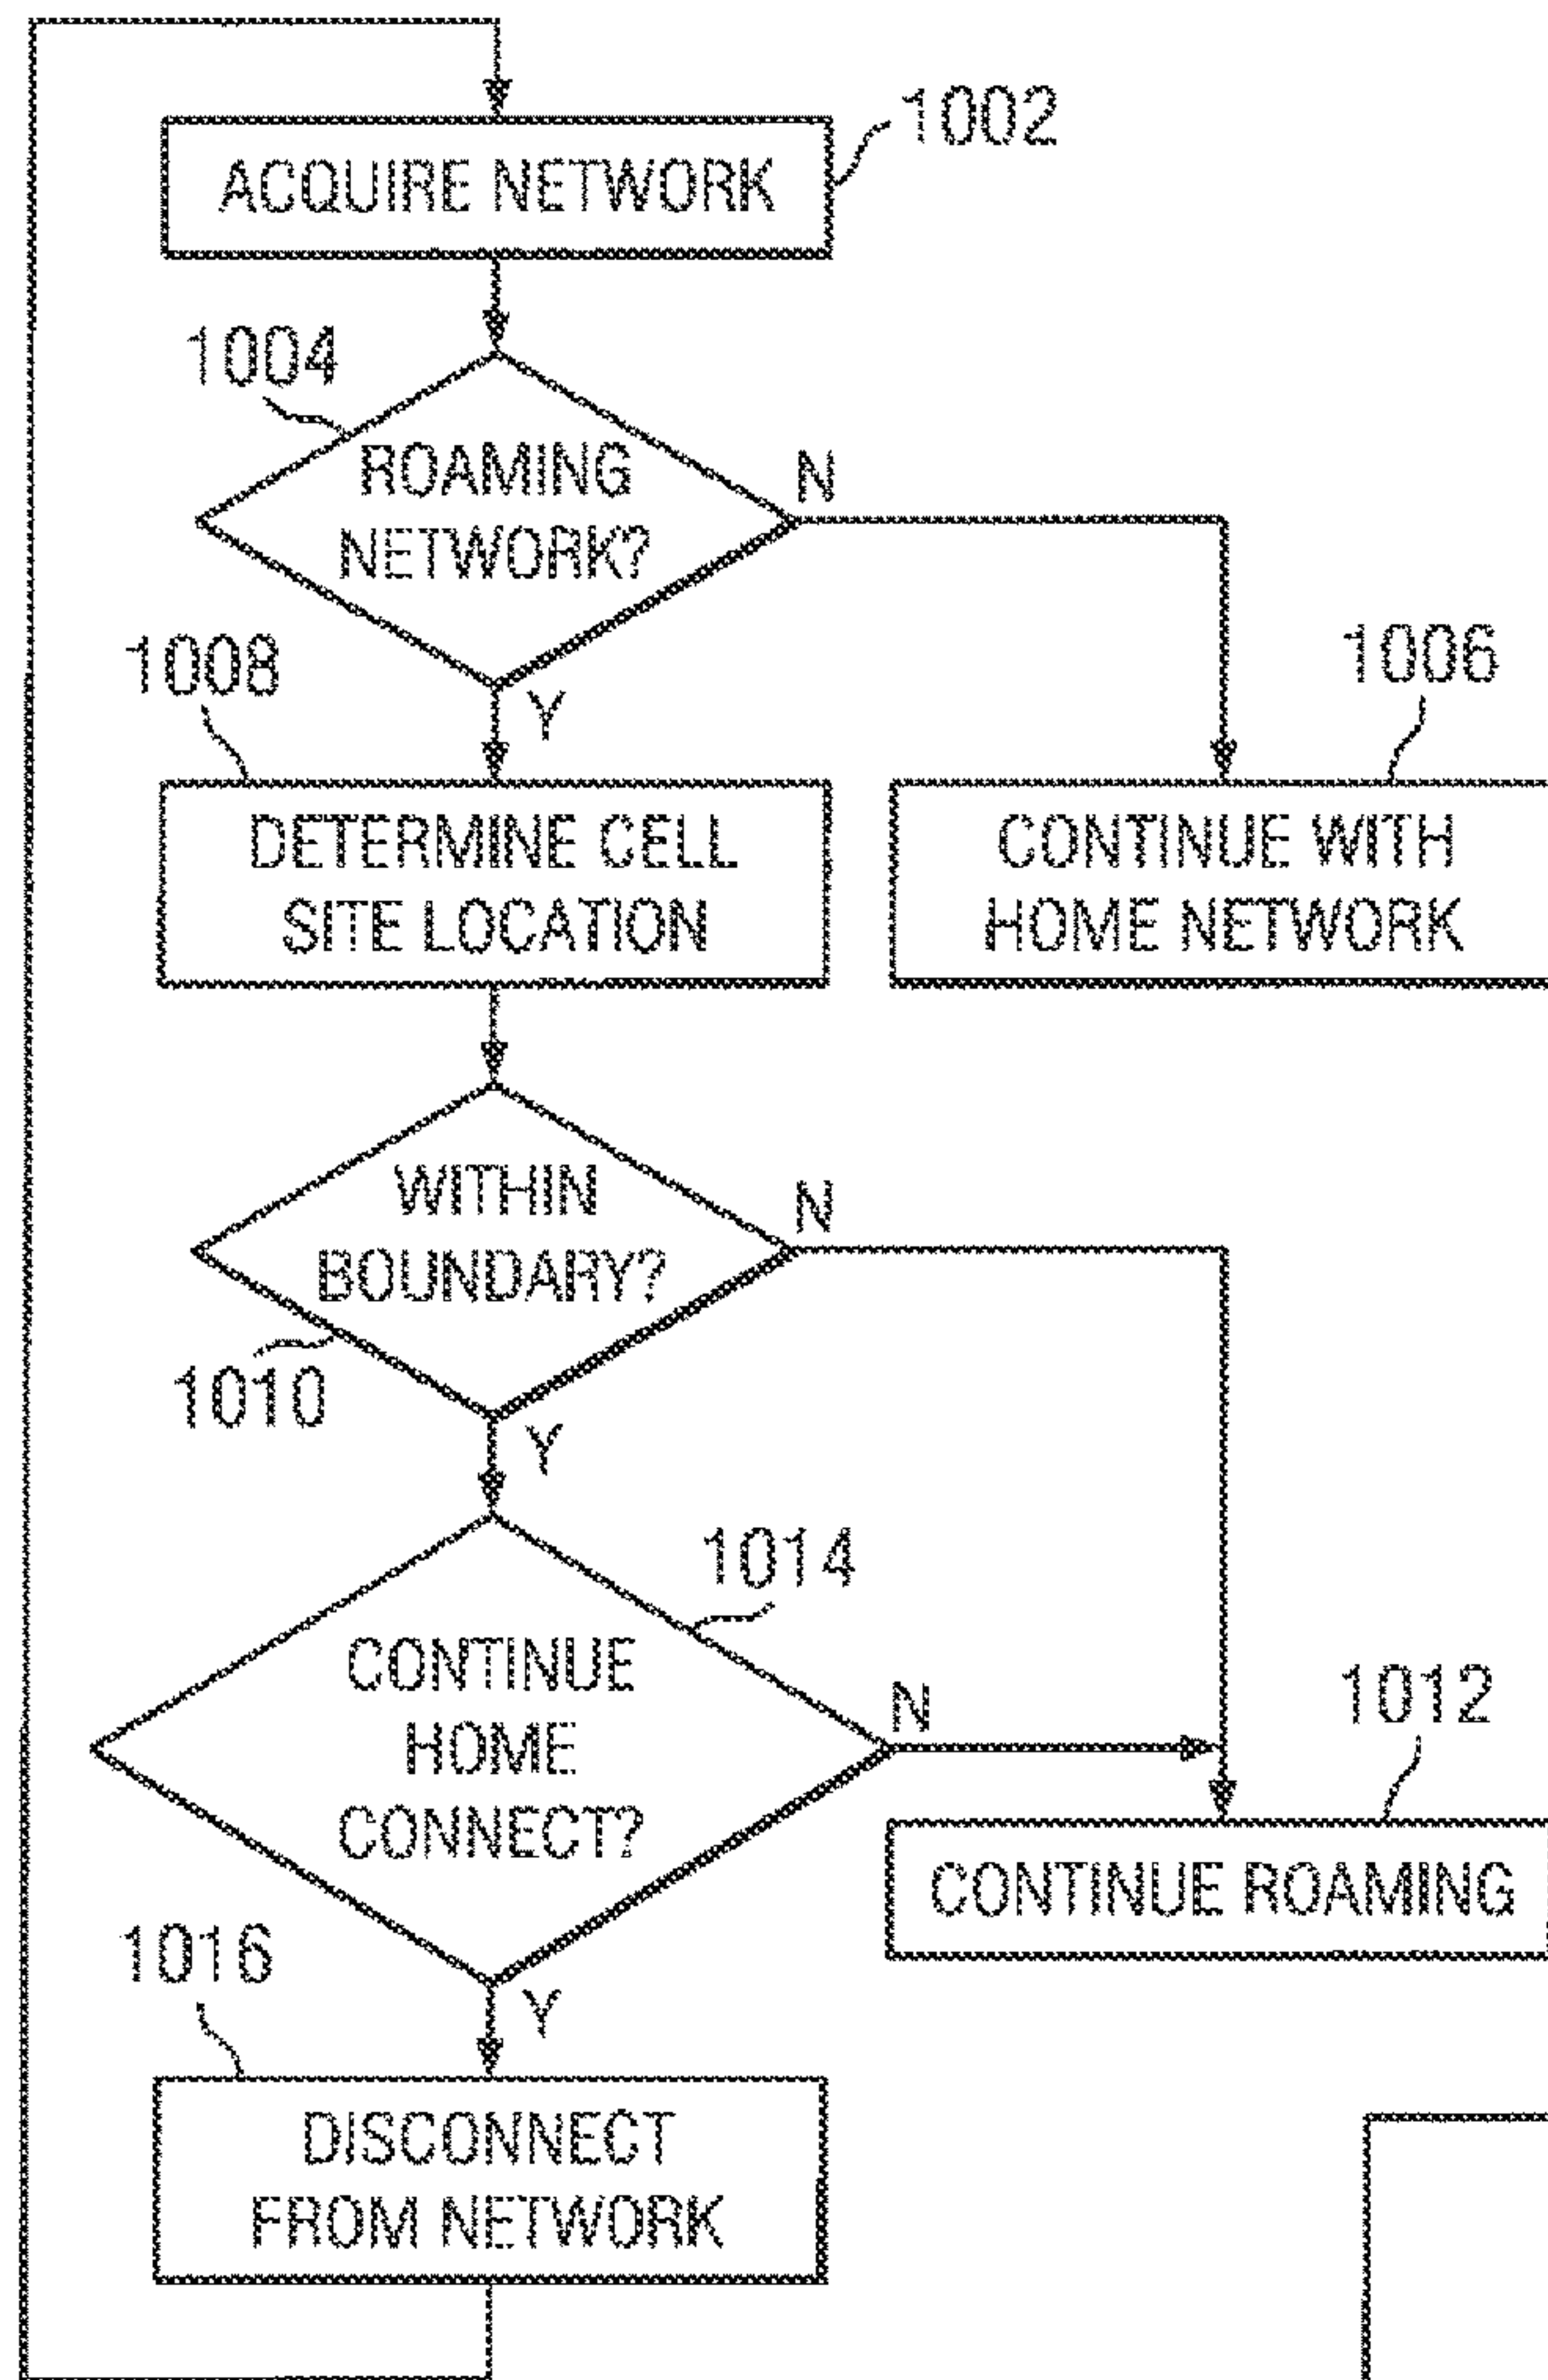 1002
ACQUIRE NETWORK
1004
ROAMING
NETWORK?
N
Y
1008
1006
DETERMINE CELL
SITE LOCATION
CONTINUE WITH
HOME NETWORK
WITHIN
BOUNDARY?
N
1010
Y
1014
CONTINUE
HOME
CONNECT?
N
1012
CONTINUE ROAMING
1016
Y
DISCONNECT
FROM NETWORK